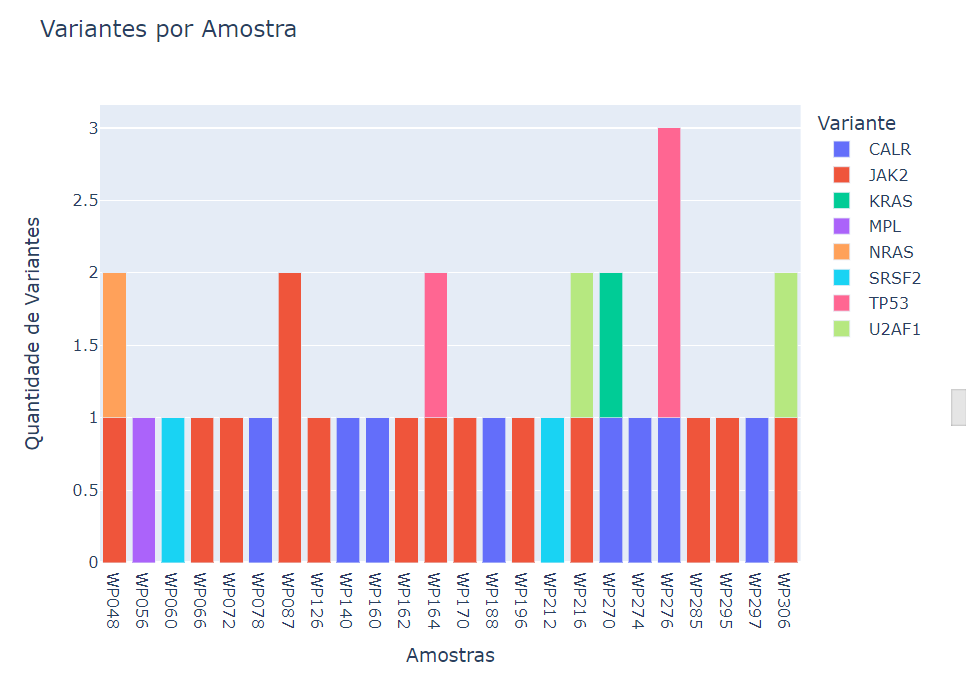 Variantes por Amostra
Variante
CALR
JAK2
KRAS
MPL
NRAS
SRSF2
TP53
U2AF1
Quantidade de Variantes
3
2.5
2
1.5
1
0.5
0
WP048
WP056
WP060
WP066
WP072
WP078
WP087
WP126
WP140
WP160
WP162
WP164
WP170
WP188
WP196
WP212
WP216
WP270
WP274
WP276
WP285
WP295
WP297
WP306
Amostras